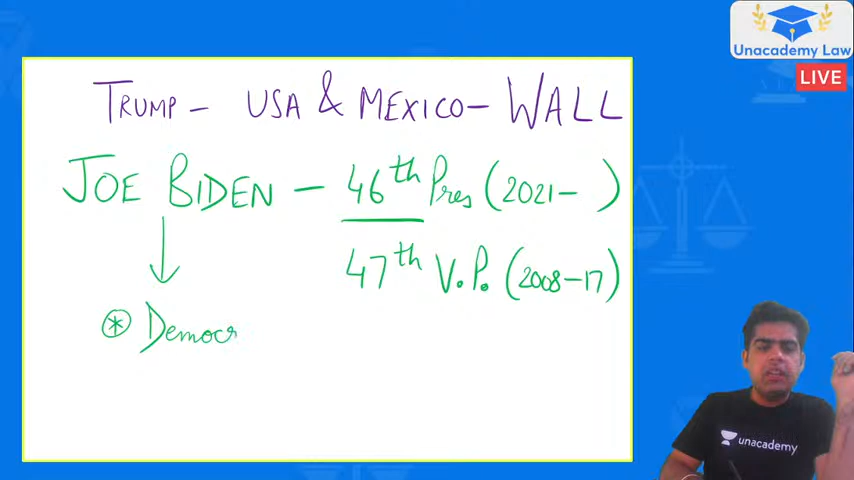 Unacademy Law
LIVE
TRUMP - USA & MEXICO - WALL
JOE BIDEN - 46th Pres (2021- )
47th V.P. (2008-17)
* Democr
unacademy